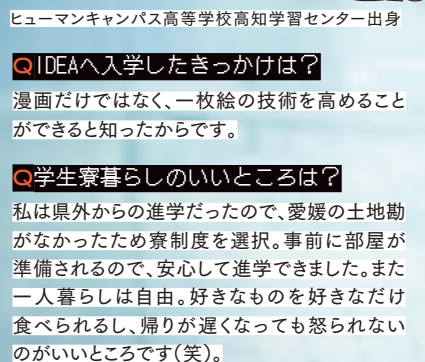 ヒューマンキャンパス高等学校高知学習センター出身
Q IDEAへ入学したきっかけは？
漫画だけではなく、一枚絵の技術を高めること
ができると知ったからです。
Q学生寮暮らしのいいところは？
私は県外からの進学だったので、愛媛の土地勘
がなかったため寮制度を選択。事前に部屋が
準備されるので、安心して進学できました。また
一人暮らしは自由。好きなものを好きなだけ
食べられるし、帰りが遅くなっても怒られない
のがいいところです（笑）。